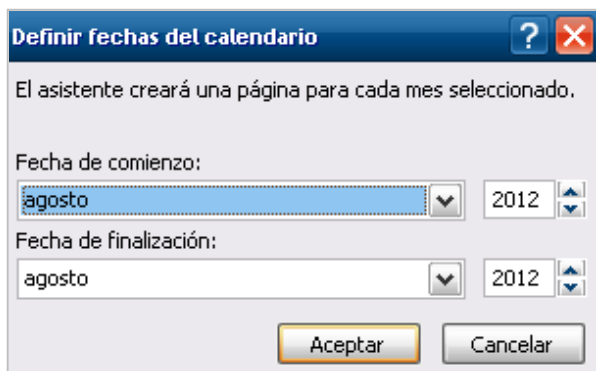 Definir fechas del calendario
El asistente creará una página para cada mes seleccionado.
Fecha de comienzo:
agosto 2012
Fecha de finalización:
agosto 2012
Aceptar Cancelar